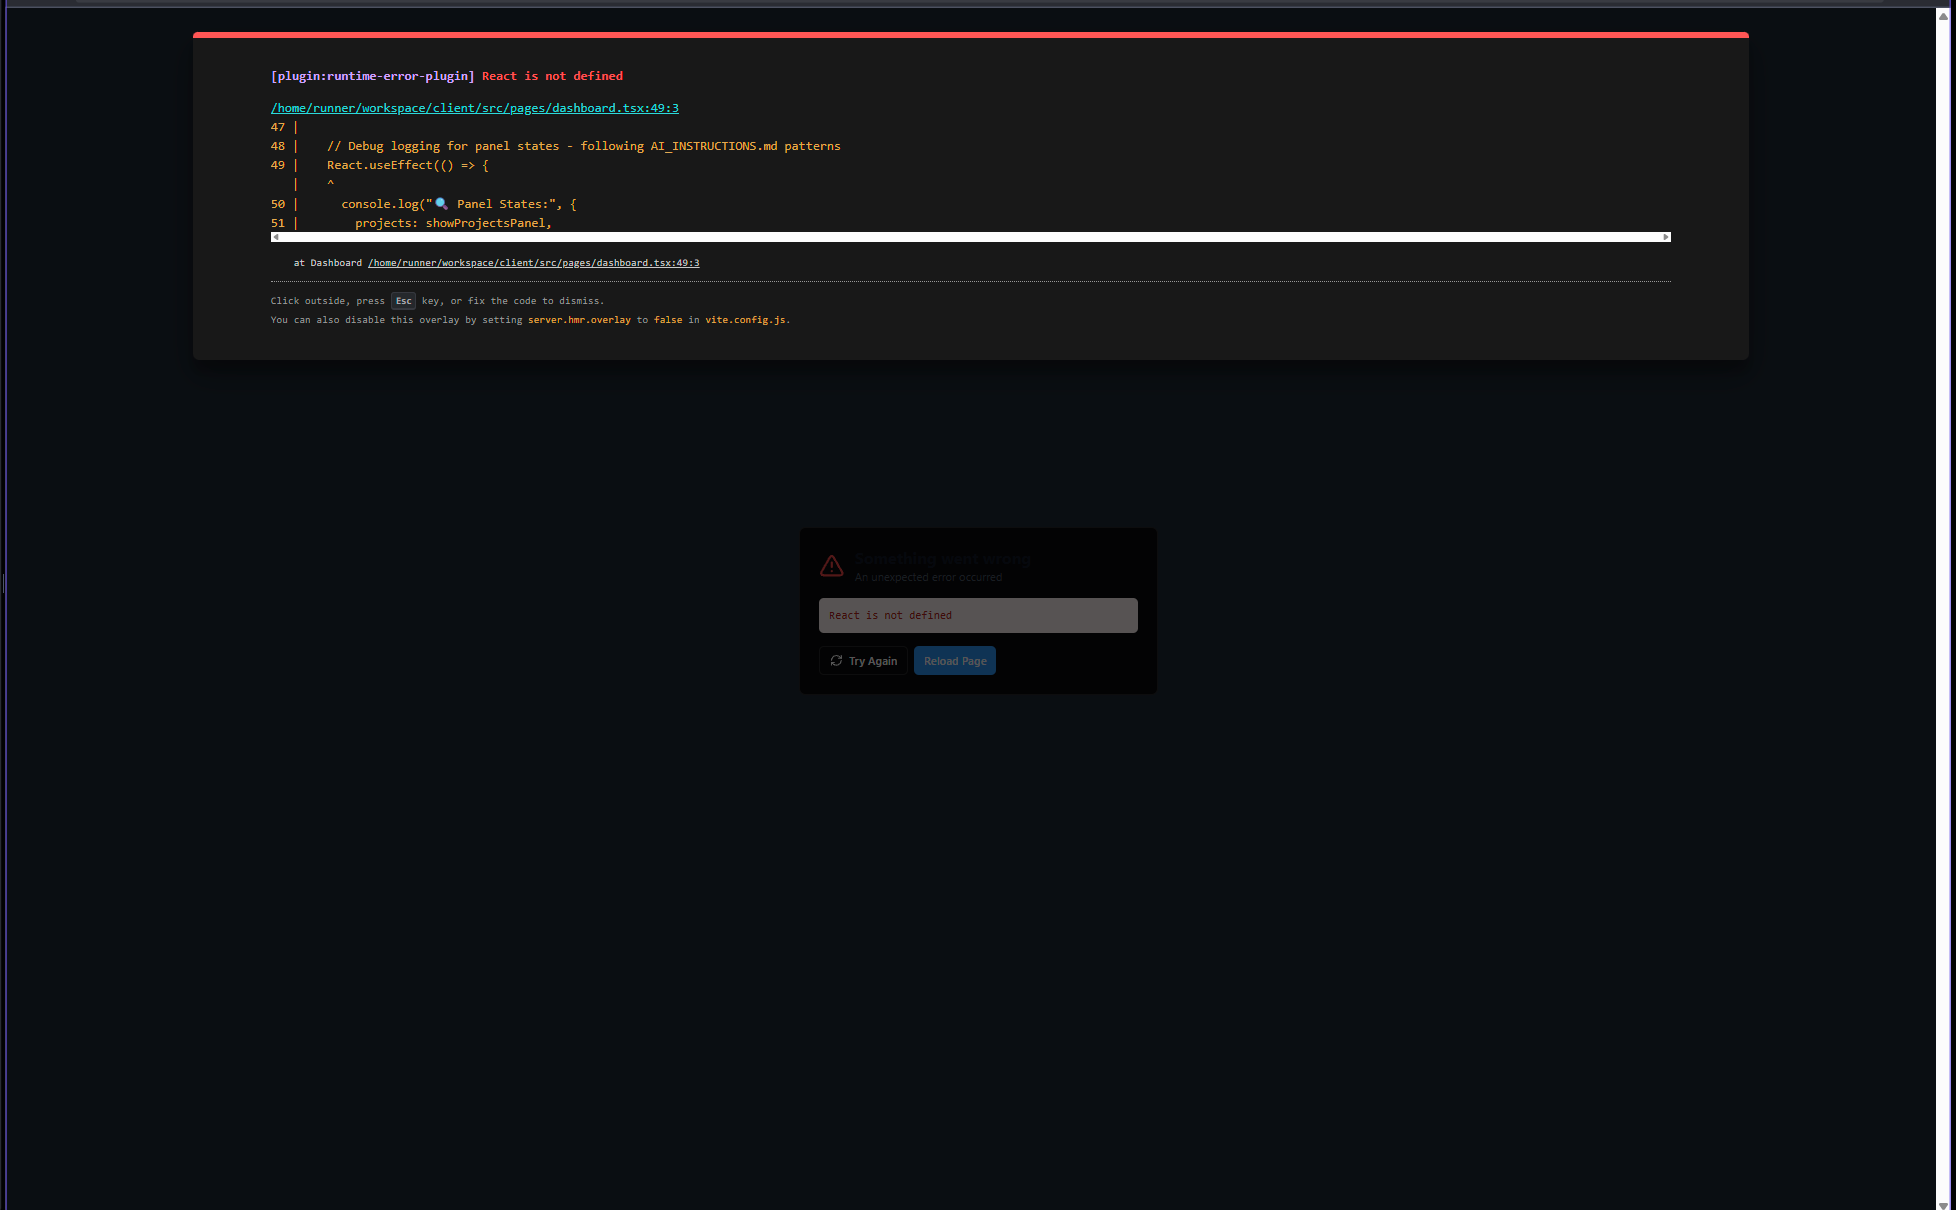 [plugin:runtime-error-plugin] React is not defined
/home/runner/workspace/client/src/pages/dashboard.tsx:49:3
47 |
48 |    // Debug logging for panel states - following AI_INSTRUCTIONS.md patterns
49 |    React.useEffect(() => {
   |    ^
50 |      console.log("🔍 Panel States:", {
51 |        projects: showProjectsPanel,
at Dashboard /home/runner/workspace/client/src/pages/dashboard.tsx:49:3
Click outside, press Esc key, or fix the code to dismiss.
You can also disable this overlay by setting server.hmr.overlay to false in vite.config.js.
Something went wrong
An unexpected error occurred
React is not defined
Try Again
Reload Page